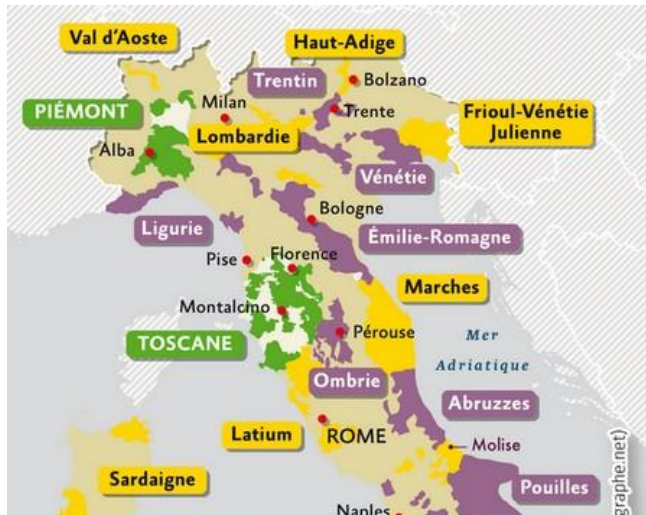 Val d'Aoste
Haut-Adige
Trentin
Bolzano
PIÉMONT
Milan
Trente
Frioul-Vénétie
Julienne
Lombardie
Alba
Vénétie
Bologne
Ligurie
Émilie-Romagne
Pise
Florence
Marches
Montalcino
TOSCANE
Pérouse
Mer
Adriatique
Ombrie
Abruzzes
Latium
ROME
Molise
Sardaigne
Pouilles
Naples
graphe.net)